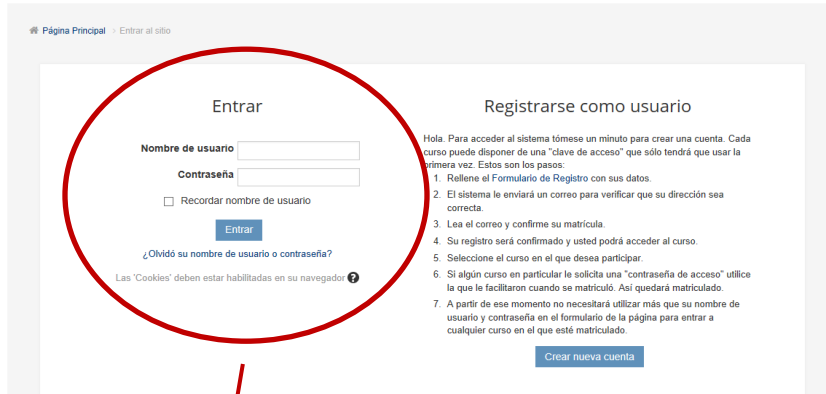 Página Principal > Entrar al sitio
Entrar
Nombre de usuario
Contraseña
Recordar nombre de usuario
Entrar
¿Olvidó su nombre de usuario o contraseña?
Las 'Cookies' deben estar habilitadas en su navegador ?
Registrarse como usuario
Hola. Para acceder al sistema tómese un minuto para crear una cuenta. Cada
curso puede disponer de una "clave de acceso" que sólo tendrá que usar la
primera vez. Estos son los pasos:
1. Rellene el Formulario de Registro con sus datos.
2. El sistema le enviará un correo para verificar que su dirección sea
correcta.
3. Lea el correo y confirme su matrícula.
4. Su registro será confirmado y usted podrá acceder al curso.
5. Seleccione el curso en el que desea participar.
6. Si algún curso en particular le solicita una "contraseña de acceso" utilice
la que le facilitaron cuando se matriculó. Así quedará matriculado.
7. A partir de ese momento no necesitará utilizar más que su nombre de
usuario y contraseña en el formulario de la página para entrar a
cualquier curso en el que esté matriculado.
Crear nueva cuenta